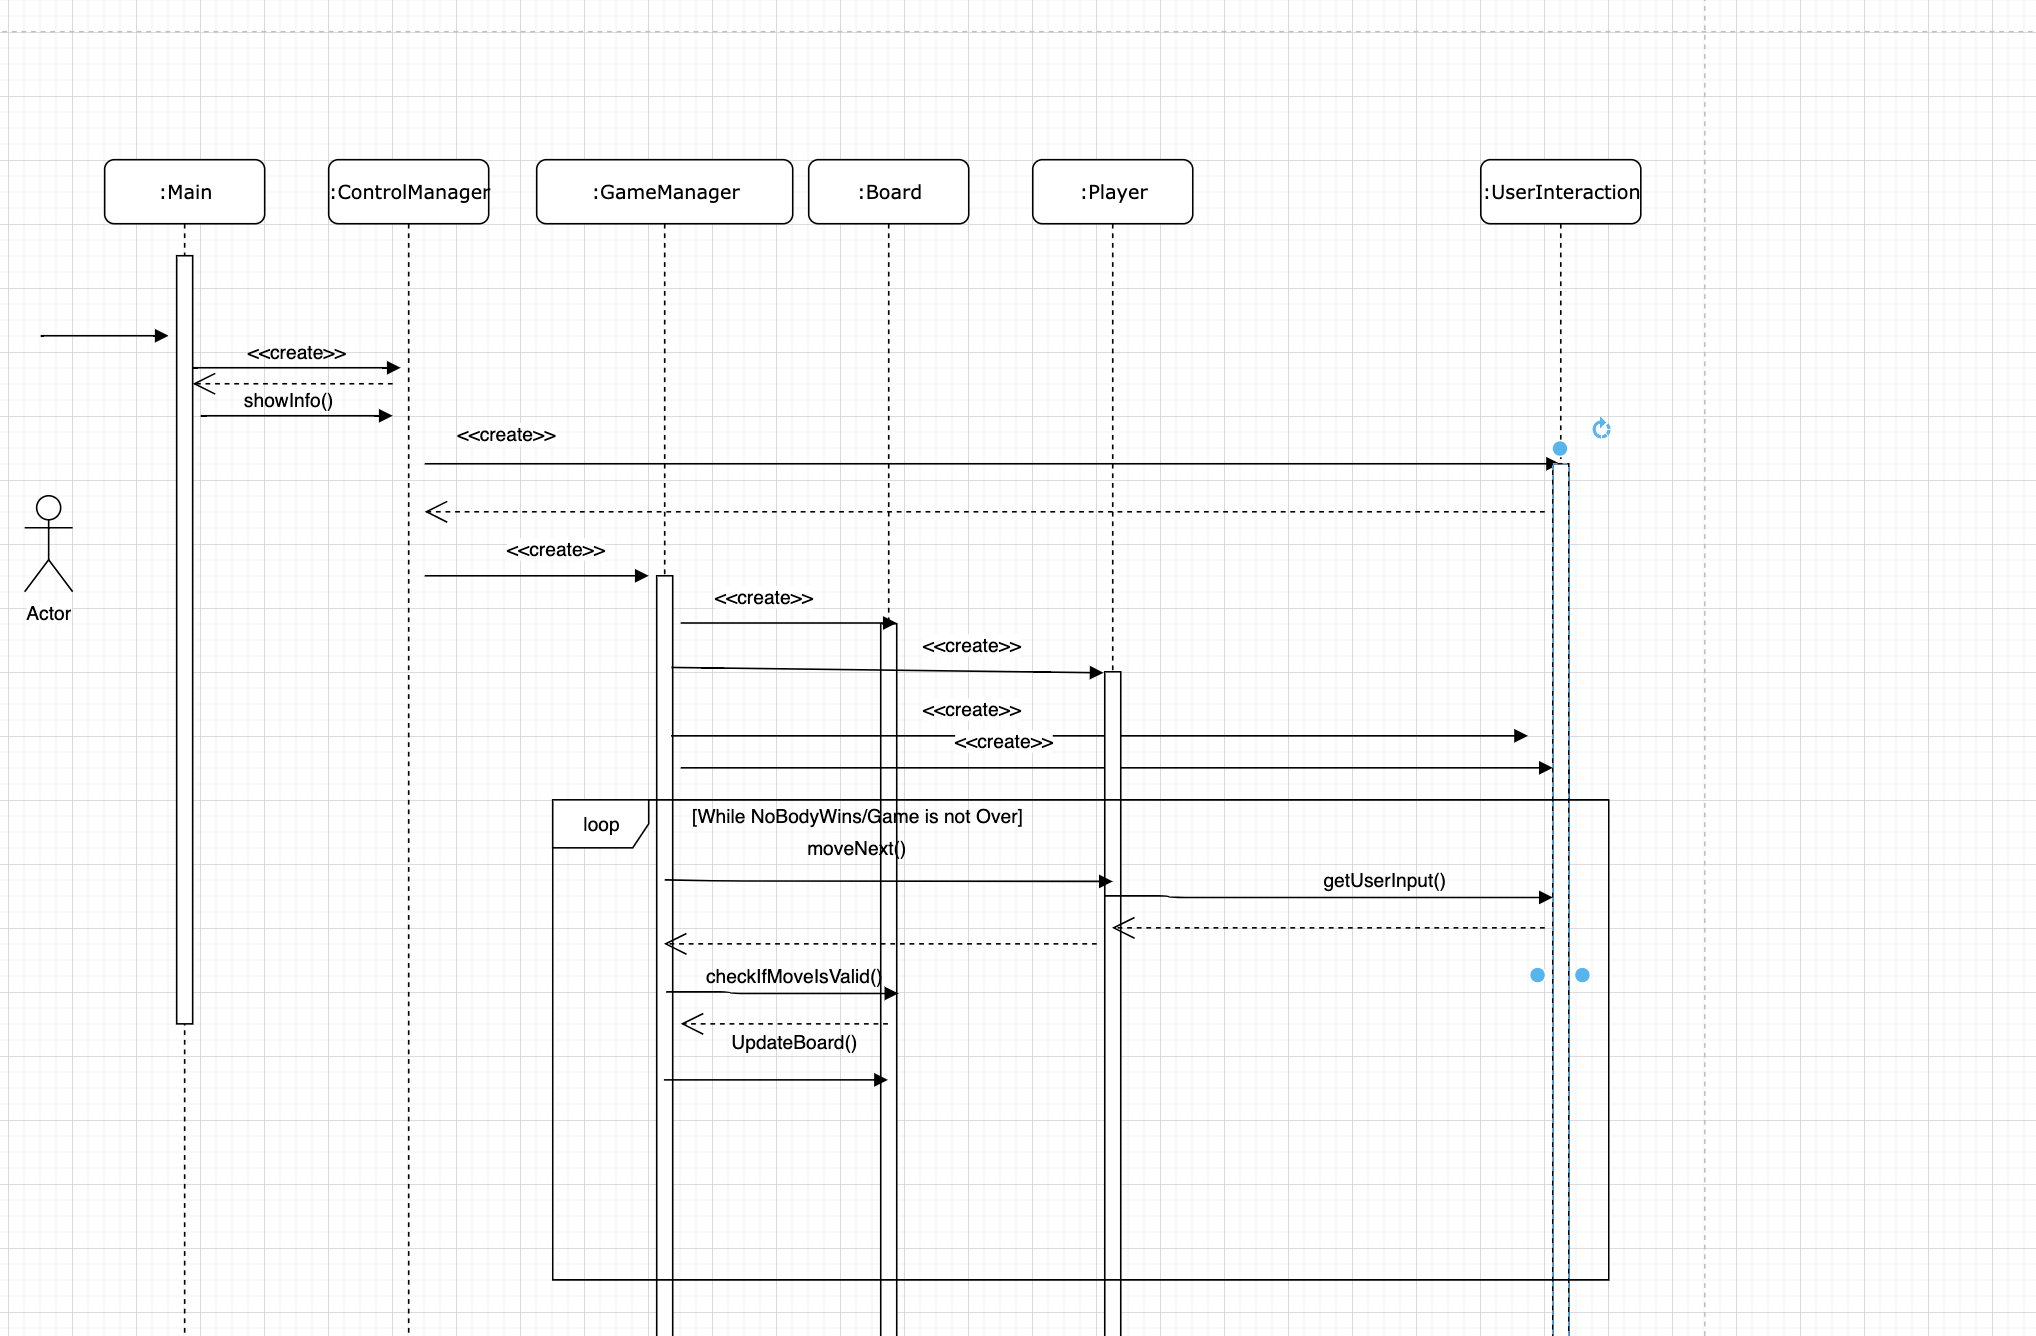 :Main
:ControlManager
:GameManager
:Board
:Player
:UserInteraction
<<create>>
showInfo()
<<create>>
<<create>>
<<create>>
Actor
<<create>>
<<create>>
<<create>>
loop
[While NoBodyWins/Game is not Over]
moveNext()
getUserInput()
checkIfMoveIsValid()
UpdateBoard()